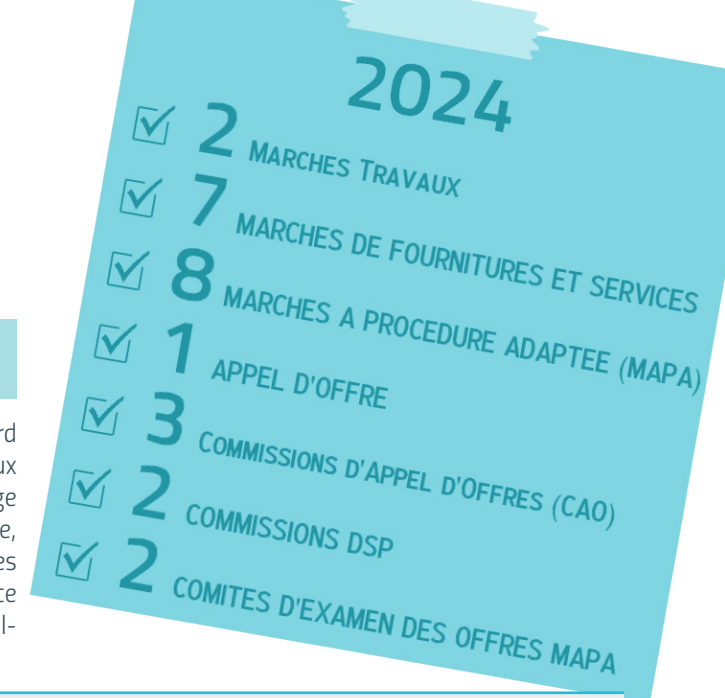 2024
2 MARCHES TRAVAUX
7 MARCHES DE FOURNITURES ET SERVICES
8 MARCHES A PROCEDURE ADAPTEE (MAPA)
1 APPEL D'OFFRE
3 COMMISSIONS D'APPEL D'OFFRES (CAO)
2 COMMISSIONS DSP
2 COMITES D'EXAMEN DES OFFRES MAPA